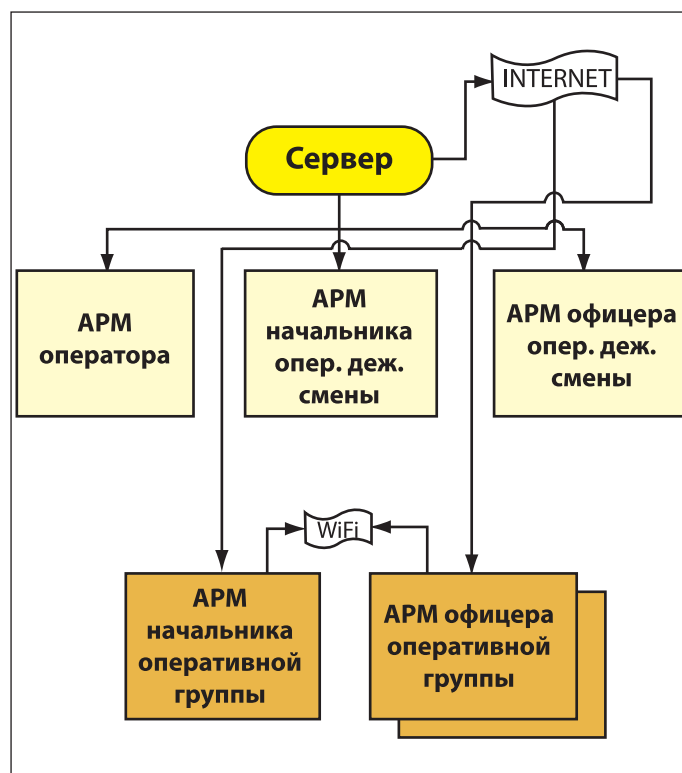 INTERNET
Сервер
АРМ
оператора
АРМ
начальника
опер. деж.
смены
АРМ офицера
опер. деж.
смены
WiFi
АРМ
начальника
оперативной
группы
АРМ офицера
оперативной
группы